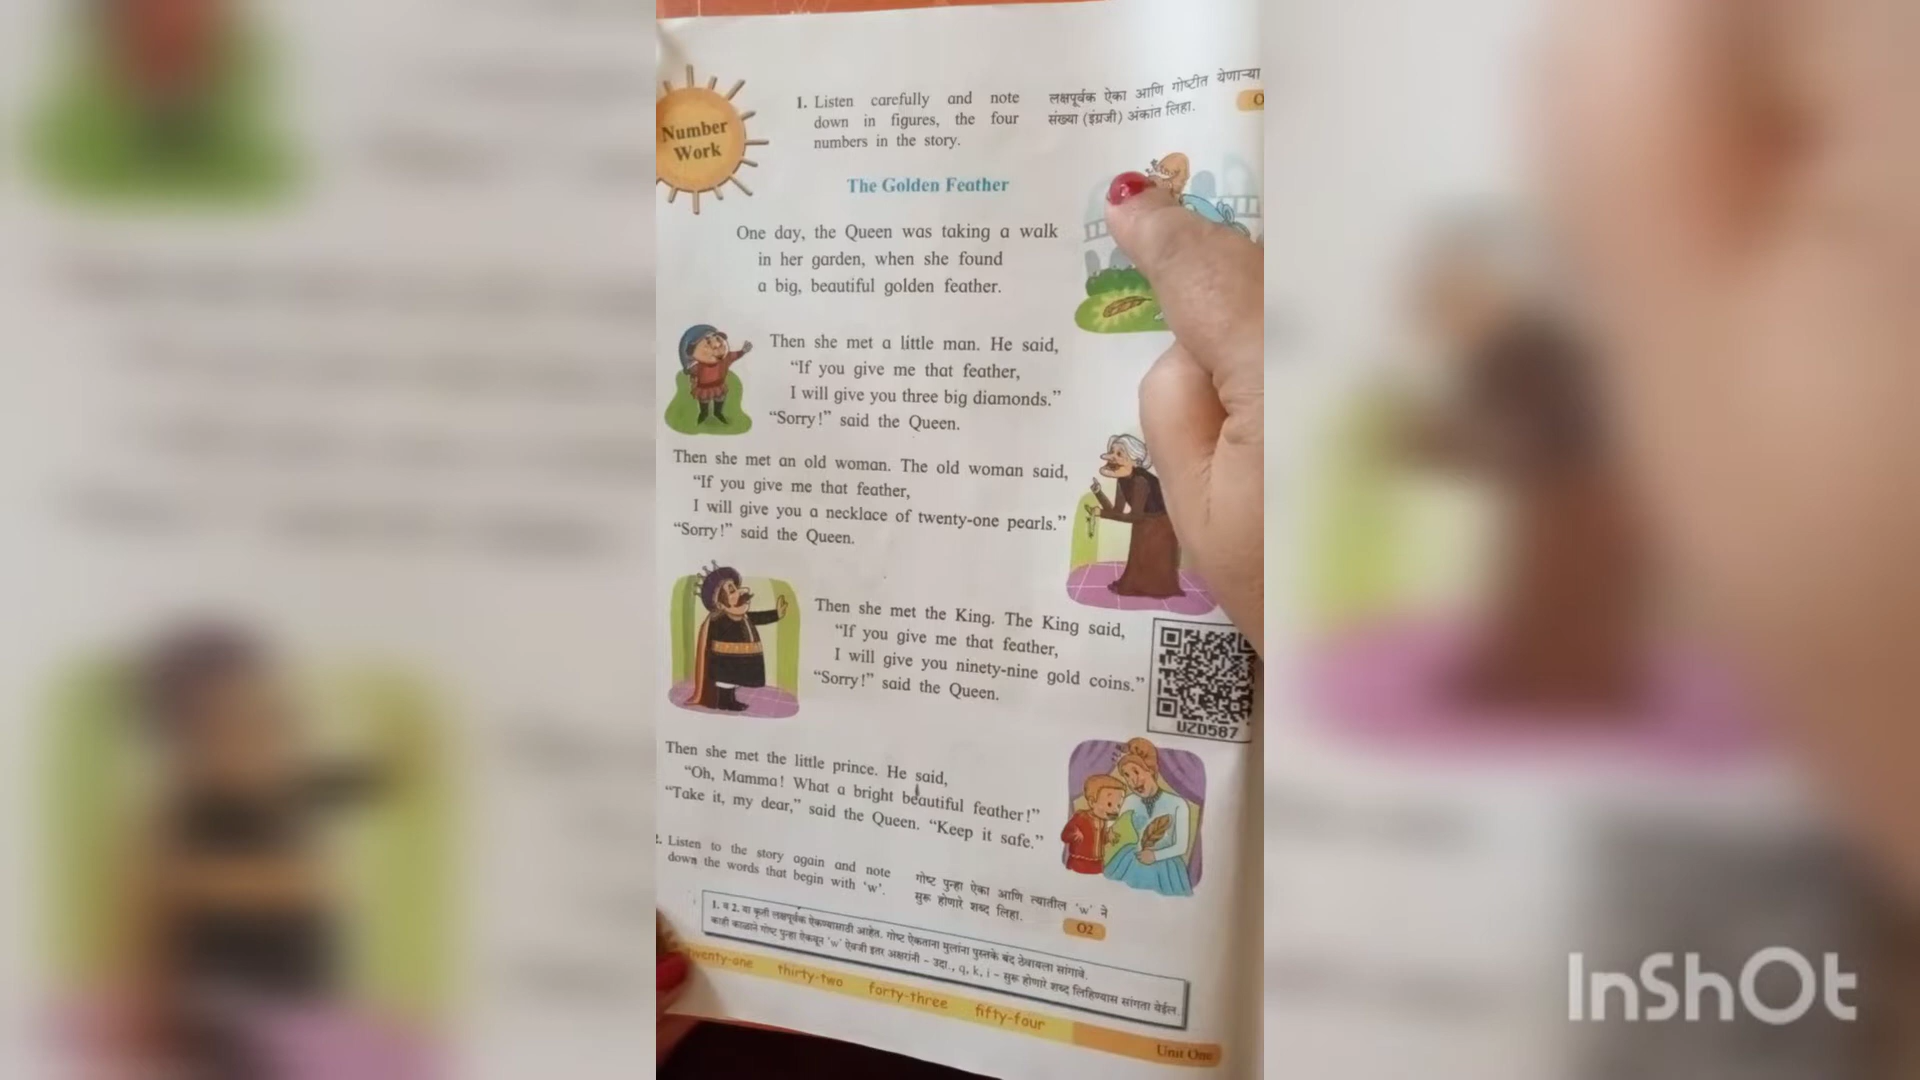 Number
Work
1. Listen carefully and note
down in figures, the four
numbers in the story.
लक्षपूर्वक ऐका आणि गोष्टीत येणाऱ्या
संख्या (इंग्रजी) अंकांत लिहा.
The Golden Feather
One day, the Queen was taking a walk
in her garden, when she found
a big, beautiful golden feather.
Then she met a little man. He said,
“If you give me that feather,
I will give you three big diamonds.”
“Sorry!” said the Queen.
Then she met an old woman. The old woman said,
“If you give me that feather,
I will give you a necklace of twenty-one pearls.”
“Sorry!” said the Queen.
Then she met the King. The King said,
“If you give me that feather,
I will give you ninety-nine gold coins.”
“Sorry!” said the Queen.
UZD587
Then she met the little prince. He said,
“Oh, Mamma! What a bright beautiful feather!”
“Take it, my dear,” said the Queen. “Keep it safe.”
2. Listen to the story again and note
down the words that begin with ‘w’.
गोष्ट पुन्हा ऐका आणि त्यातील ‘w’ ने
सुरू होणारे शब्द लिहा.
O2
1. व 2. या कृती लक्षपूर्वक ऐकण्यासाठी आहेत. गोष्ट ऐकताना मुलांना पुस्तके बंद ठेवायला सांगावे.
काही काळाने गोष्ट पुन्हा ऐकवून ‘w’ ऐवजी इतर अक्षरांनी - उदा., q, k, i - सुरू होणारे शब्द लिहिण्यास सांगता येईल.
twenty-one thirty-two forty-three fifty-four
Unit One
InShOt